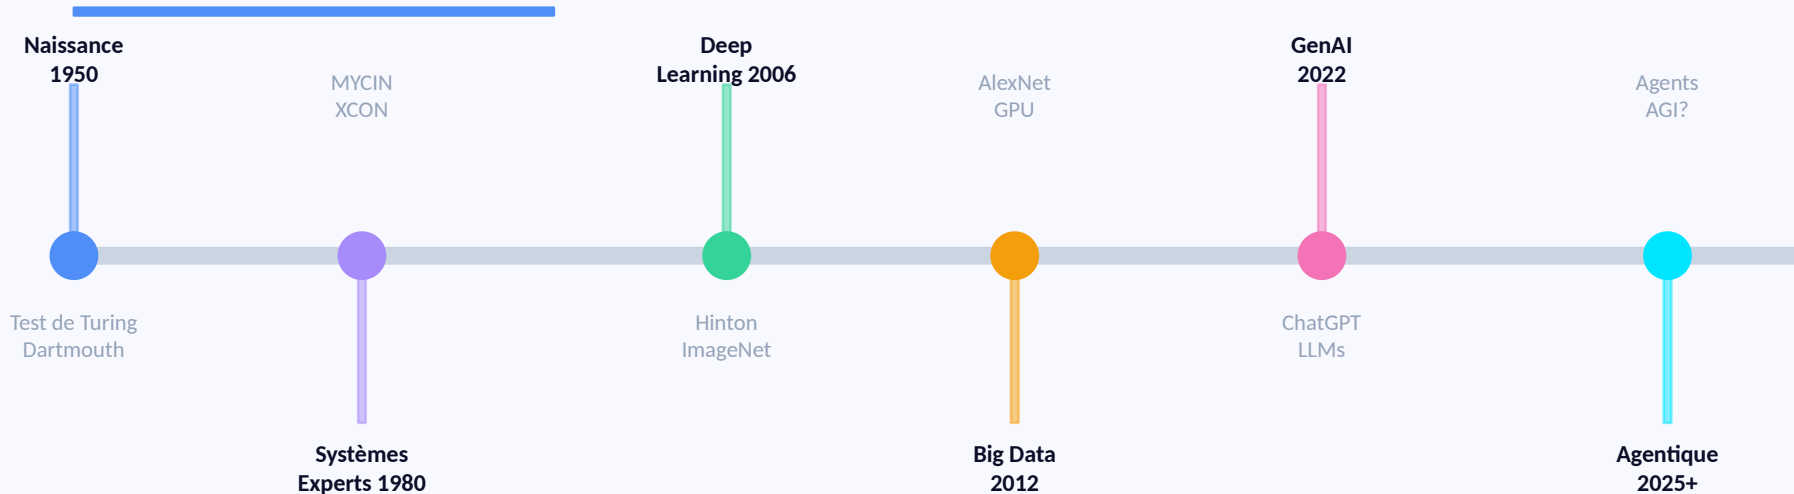 Naissance
1950
Test de Turing
Dartmouth
MYCIN
XCON
Systèmes
Experts 1980
Deep
Learning 2006
Hinton
ImageNet
AlexNet
GPU
Big Data
2012
GenAI
2022
ChatGPT
LLMs
Agents
AGI?
Agentique
2025+